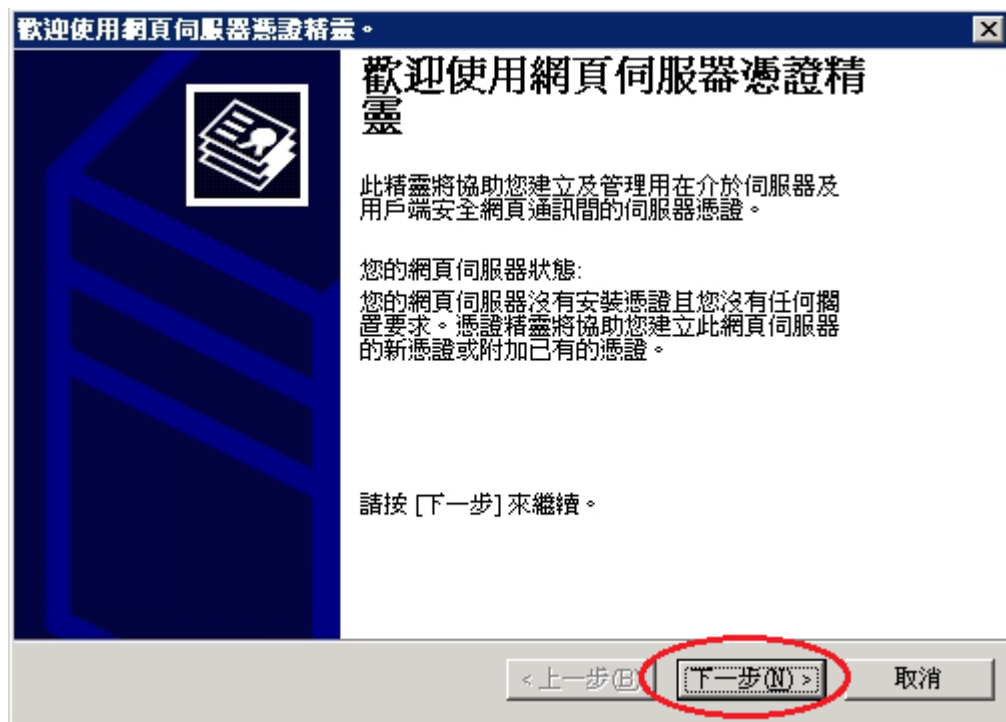 歡迎使用網頁伺服器憑證精靈。
歡迎使用網頁伺服器憑證精
靈
此精靈將協助您建立及管理用在介於伺服器及
用戶端安全網頁通訊間的伺服器憑證。
您的網頁伺服器狀態:
您的網頁伺服器沒有安裝憑證且您沒有任何擱
置要求。憑證精靈將協助您建立此網頁伺服器
的新憑證或附加已有的憑證。
請按 [下一步] 來繼續。
<上一步(B) 下一步(N) > 取消